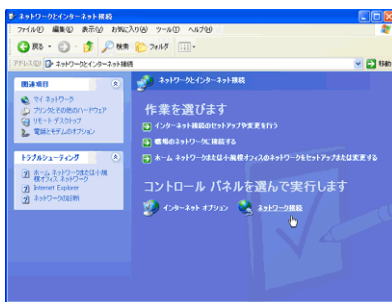 ネットワークとインターネット接続
ファイル(F) 編集(E) 表示(V) お気に入り(A) ツール(T) ヘルプ(H)
戻る 検索 フォルダ
アドレス(D) ネットワークとインターネット接続 移動
関連項目
マイ ネットワーク
プリンタとその他のハードウェア
リモート デスクトップ
電話とモデムのオプション
トラブルシューティング
ホーム ネットワークまたは小規
模オフィス ネットワーク
Internet Explorer
ネットワークの診断
ネットワークとインターネット接続
作業を選びます
インターネット接続のセットアップや変更を行う
職場のネットワークに接続する
ホーム ネットワークまたは小規模オフィスのネットワークをセットアップまたは変更する
コントロール パネルを選んで実行します
インターネット オプション ネットワーク接続